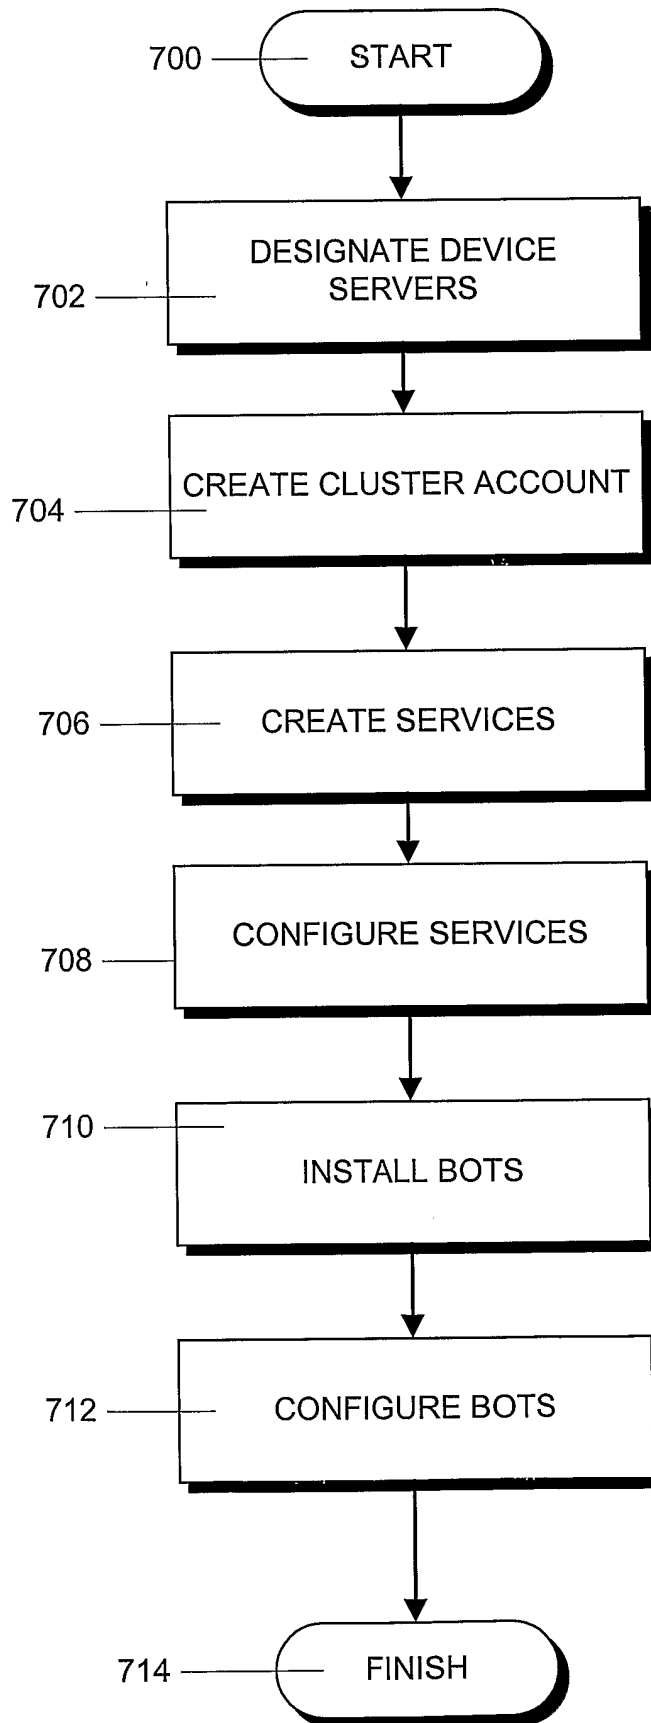 700 START
702 DESIGNATE DEVICE
SERVERS
704 CREATE CLUSTER ACCOUNT
706 CREATE SERVICES
708 CONFIGURE SERVICES
710 INSTALL BOTS
712 CONFIGURE BOTS
714 FINISH